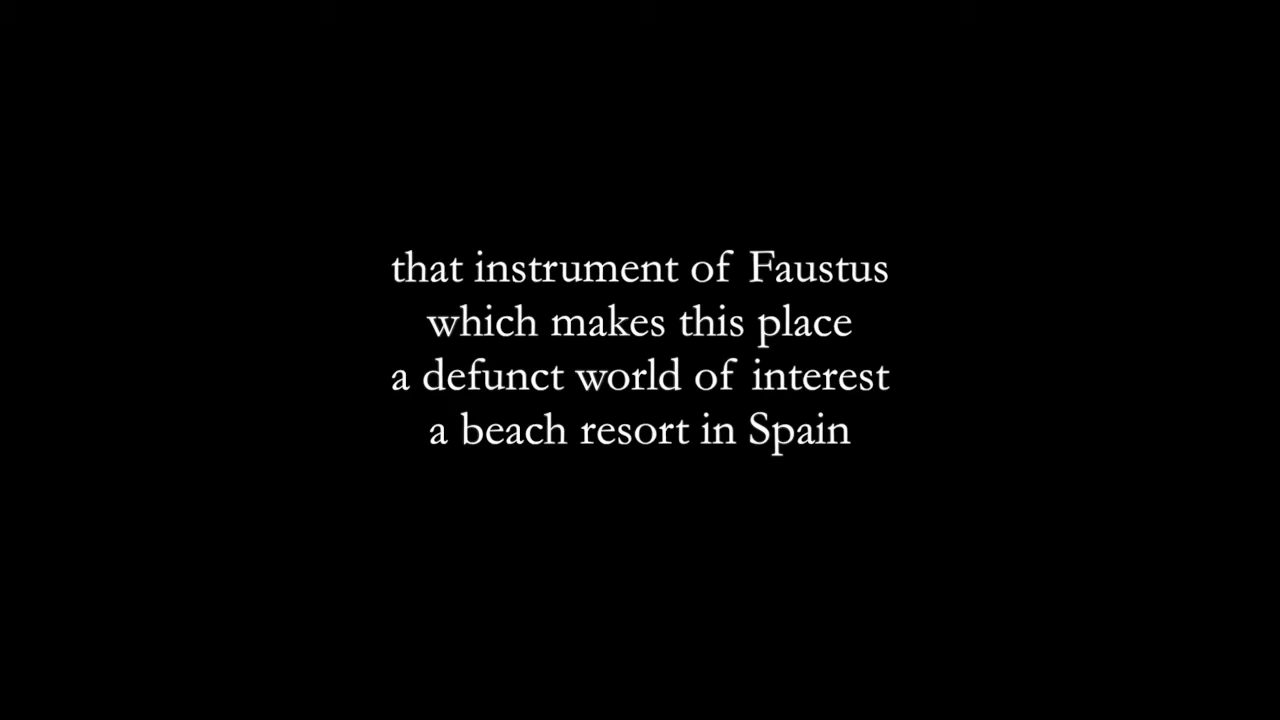 that instrument of Faustus
which makes this place
a defunct world of interest
a beach resort in Spain